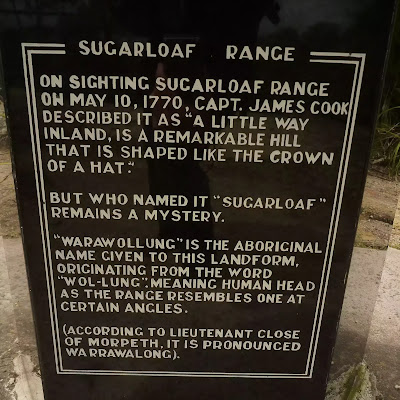 SUGARLOAF RANGE
ON SIGHTING SUGARLOAF RANGE
ON MAY 10, 1770, CAPT. JAMES COOK
DESCRIBED IT AS "A LITTLE WAY
INLAND, IS A REMARKABLE HILL
THAT IS SHAPED LIKE THE CROWN
OF A HAT."
BUT WHO NAMED IT "SUGARLOAF"
REMAINS A MYSTERY.
"WARAWOLLUNG" IS THE ABORIGINAL
NAME GIVEN TO THIS LANDFORM,
ORIGINATING FROM THE WORD
"WOL-LUNG", MEANING HUMAN HEAD
AS THE RANGE RESEMBLES ONE AT
CERTAIN ANGLES.
(ACCORDING TO LIEUTENANT CLOSE
OF MORPETH, IT IS PRONOUNCED
WARRAWALONG).